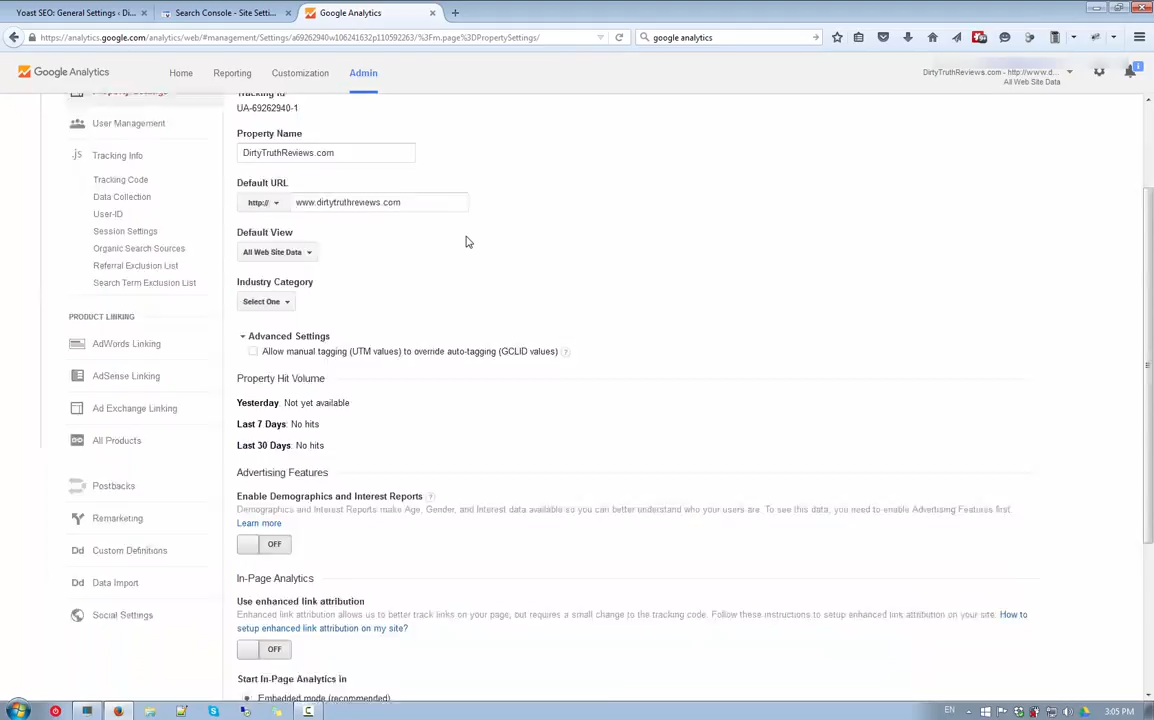 Yoast SEO: General Settings ‹ Di...
Search Console - Site Setti...
Google Analytics
https://analytics.google.com/analytics/web/#management/Settings/a69262940w106241632p110592263/%3Fm.page%3DPropertySettings/
google analytics
Google Analytics
Home
Reporting
Customization
Admin
DirtyTruthReviews.com - http://www.d...
All Web Site Data
Property Settings
Tracking Id
UA-69262940-1
User Management
Property Name
DirtyTruthReviews.com
.js Tracking Info
Tracking Code
Data Collection
User-ID
Session Settings
Organic Search Sources
Referral Exclusion List
Search Term Exclusion List
Default URL
http://
www.dirtytruthreviews.com
Default View
All Web Site Data
Industry Category
Select One
PRODUCT LINKING
AdWords Linking
AdSense Linking
Ad Exchange Linking
All Products
Postbacks
Remarketing
Dd Custom Definitions
Dd Data Import
Social Settings
Advanced Settings
Allow manual tagging (UTM values) to override auto-tagging (GCLID values) ?
Property Hit Volume
Yesterday: Not yet available
Last 7 Days: No hits
Last 30 Days: No hits
Advertising Features
Enable Demographics and Interest Reports ?
Demographics and Interest Reports make Age, Gender, and Interest data available so you can better understand who your users are. To see this data, you need to enable Advertising Features first.
Learn more
OFF
In-Page Analytics
Use enhanced link attribution
Enhanced link attribution allows us to better track links on your page, but requires a small change to the tracking code. Follow these instructions to setup enhanced link attribution on your site. How to
setup enhanced link attribution on my site?
OFF
Start In-Page Analytics in
Embedded mode (recommended)
EN
3:05 PM